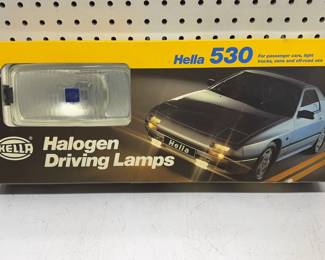 Hella 530
For passenger cars, light
trucks, vans and off-road use
HELLA
Halogen
Driving Lamps
Hella